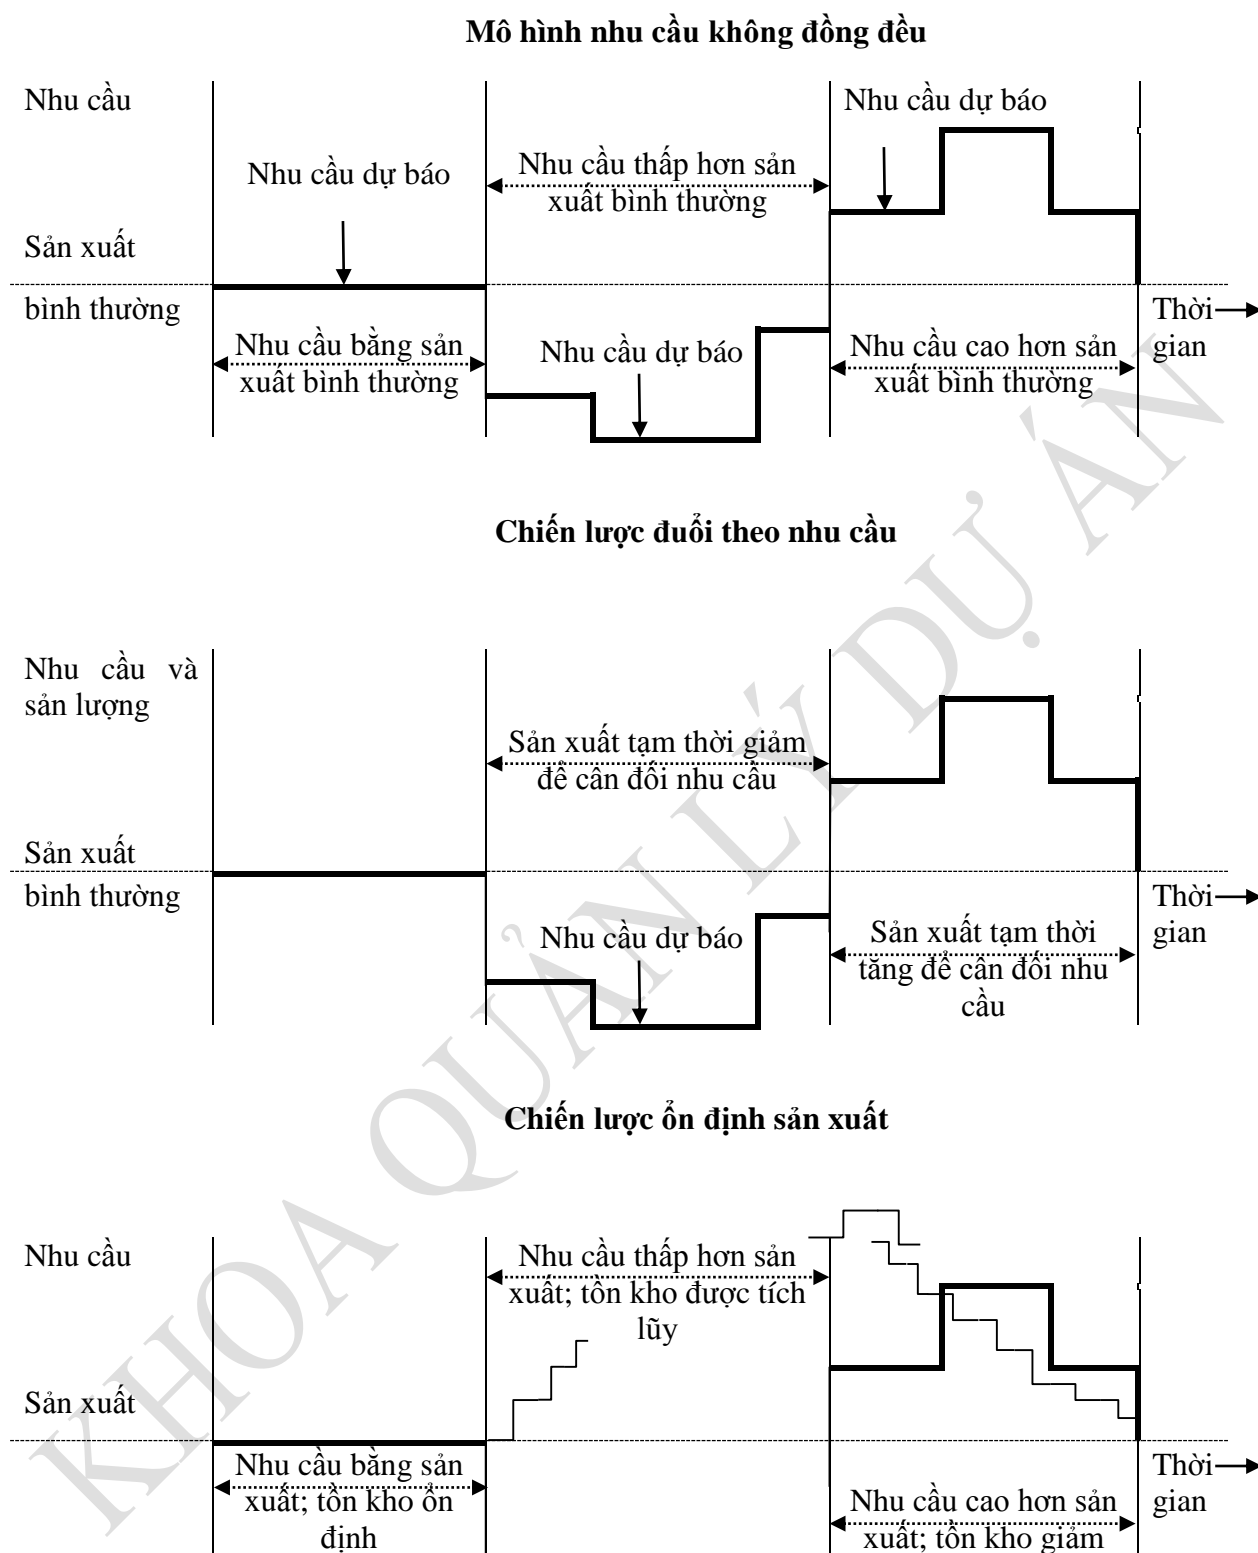 Mô hình nhu cầu không đồng đều
Nhu cầu
Nhu cầu dự báo
Nhu cầu thấp hơn sản
xuất bình thường
Nhu cầu dự báo
Sản xuất
bình thường
Thời
gian
Nhu cầu bằng sản
xuất bình thường
Nhu cầu dự báo
Nhu cầu cao hơn sản
xuất bình thường
Chiến lược đuổi theo nhu cầu
Nhu cầu và
sản lượng
Sản xuất tạm thời giảm
để cân đối nhu cầu
Sản xuất
bình thường
Thời
gian
Nhu cầu dự báo
Sản xuất tạm thời
tăng để cân đối nhu
cầu
Chiến lược ổn định sản xuất
Nhu cầu
Nhu cầu thấp hơn sản
xuất; tồn kho được tích
lũy
Sản xuất
Thời
gian
Nhu cầu bằng sản
xuất; tồn kho ổn
định
Nhu cầu cao hơn sản
xuất; tồn kho giảm
KHOA QUẢN LÝ DỰ ÁN